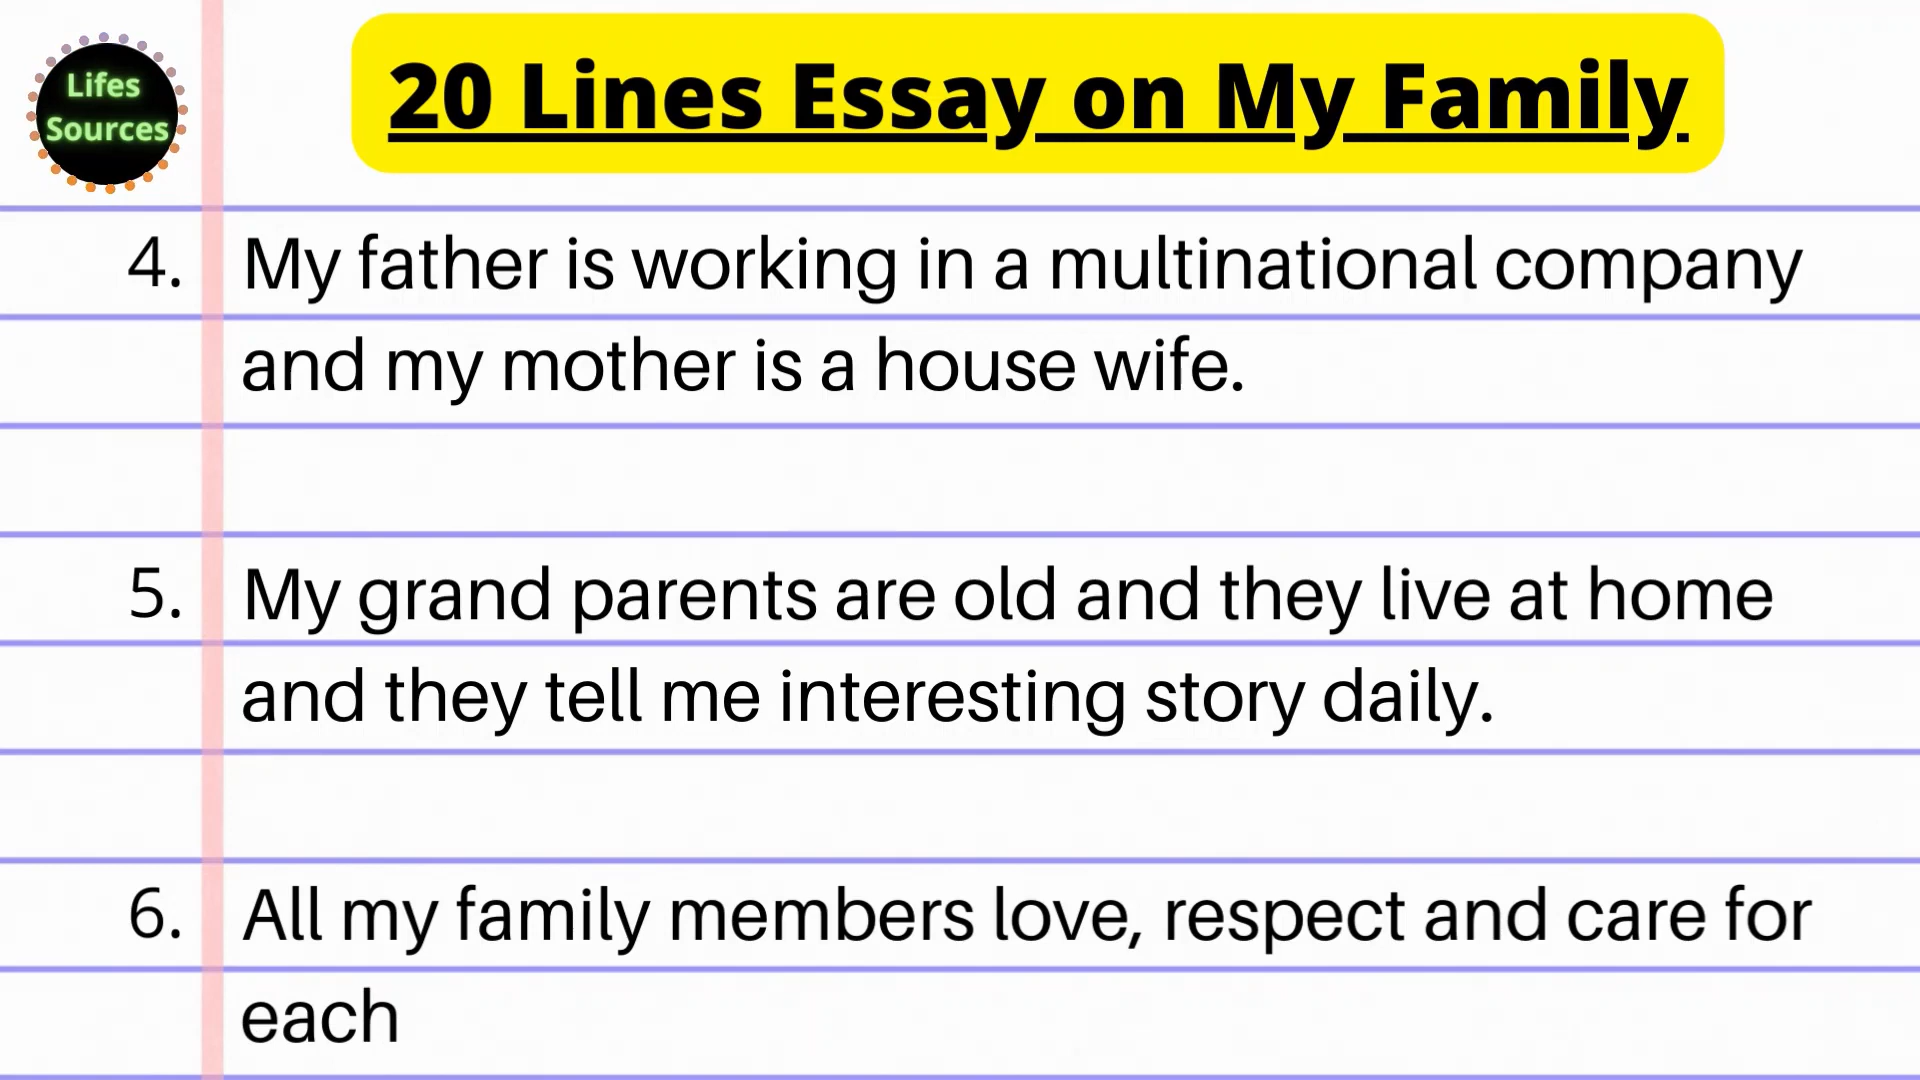 Lifes
Sources
20 Lines Essay on My Family
4. My father is working in a multinational company
and my mother is a house wife.
5. My grand parents are old and they live at home
and they tell me interesting story daily.
6. All my family members love, respect and care for
each